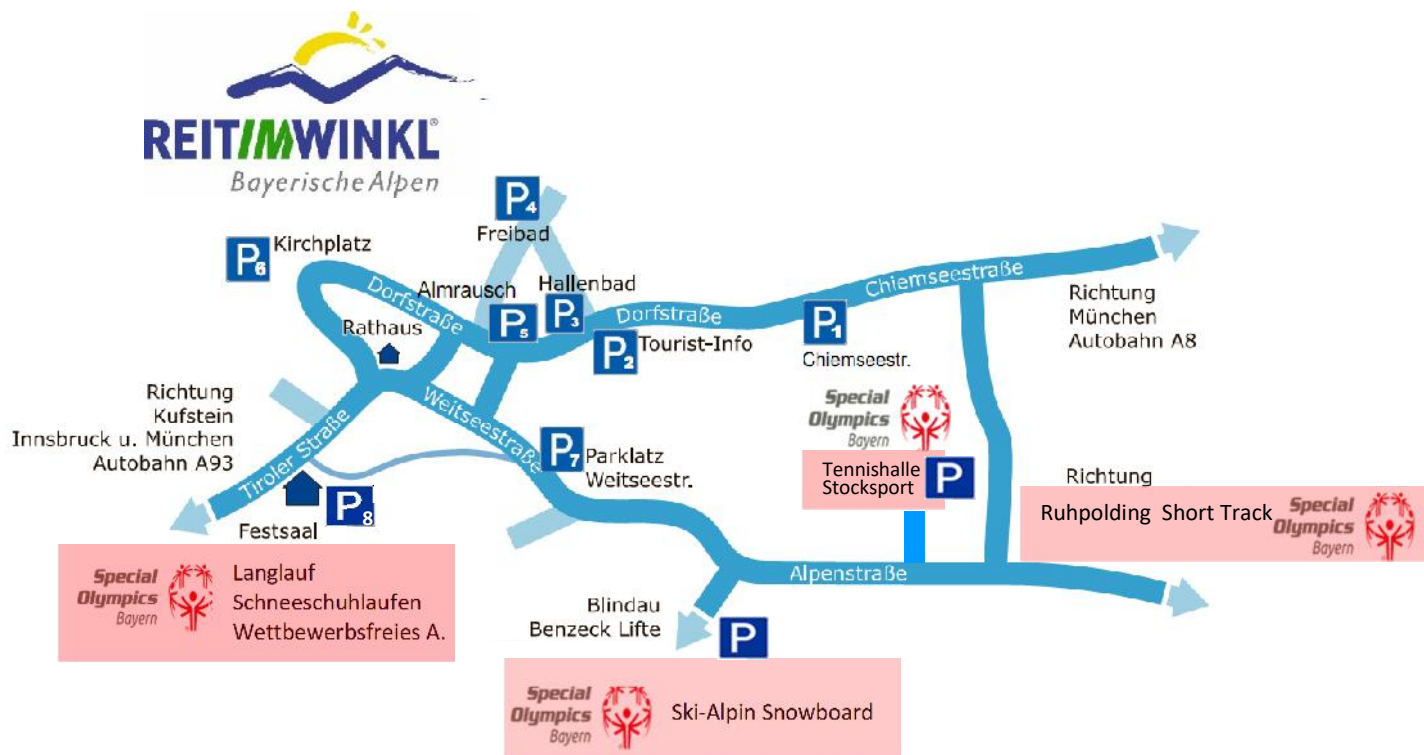 REITIMWINKL®
Bayerische Alpen
P4
Freibad
P6
Kirchplatz
Dorfstraße
Almrausch
P5
Hallenbad
P3
Dorfstraße
P2
Tourist-Info
P1
Chiemseestr.
Chiemseestraße
Richtung
München
Autobahn A8
Rathaus
Richtung
Kufstein
Innsbruck u. München
Autobahn A93
Tiroler Straße
Weitseestraße
P7
Parklatz
Weitseestr.
P8
Festsaal
Special
Olympics
Bayern
Tennishalle
Stocksport
P
Richtung
Ruhpolding Short Track
Special
Olympics
Bayern
Alpenstraße
Special
Olympics
Bayern
Langlauf
Schneeschuhlaufen
Wettbewerbsfreies A.
Blindau
Benzeck Lifte
P
Special
Olympics
Bayern
Ski-Alpin Snowboard